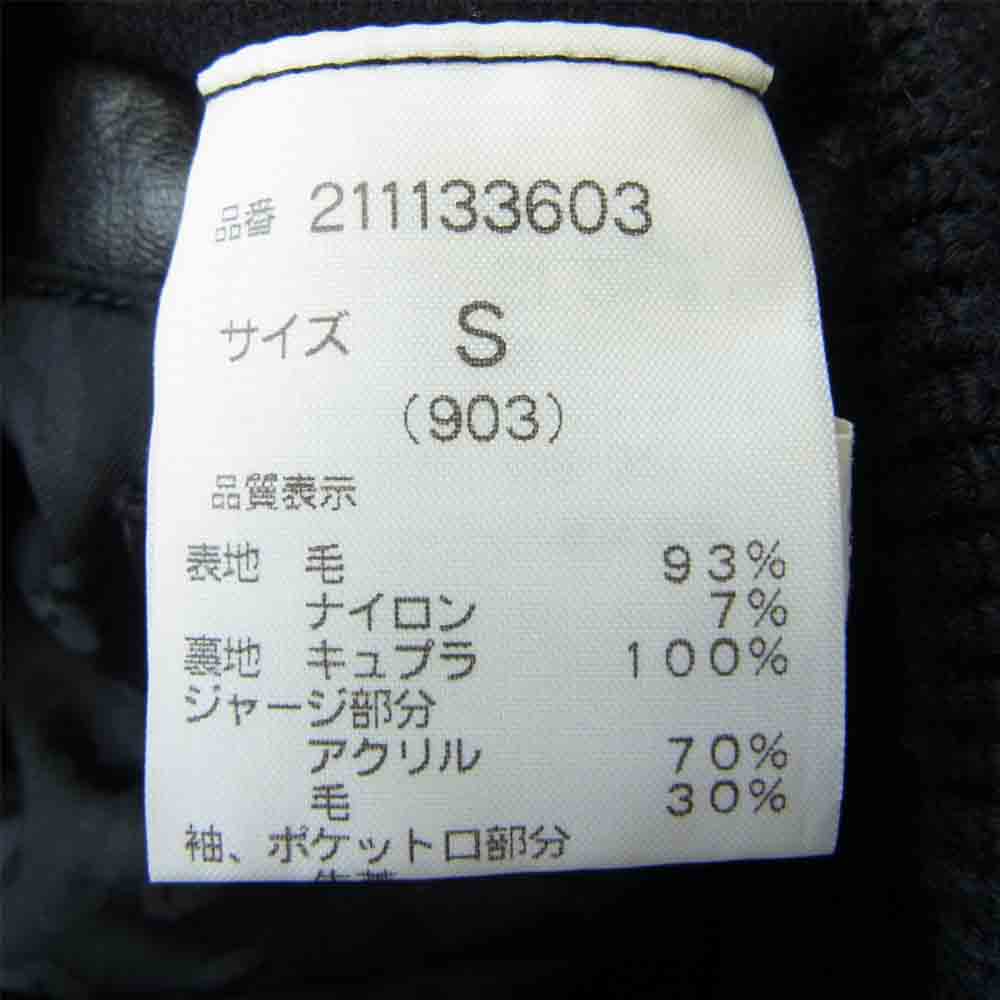 品番 211133603
サイズ S
(903)
品質表示
表地 毛 93%
ナイロン 7%
裏地 キュプラ 100%
ジャージ部分
アクリル 70%
毛 30%
袖、ポケット口部分